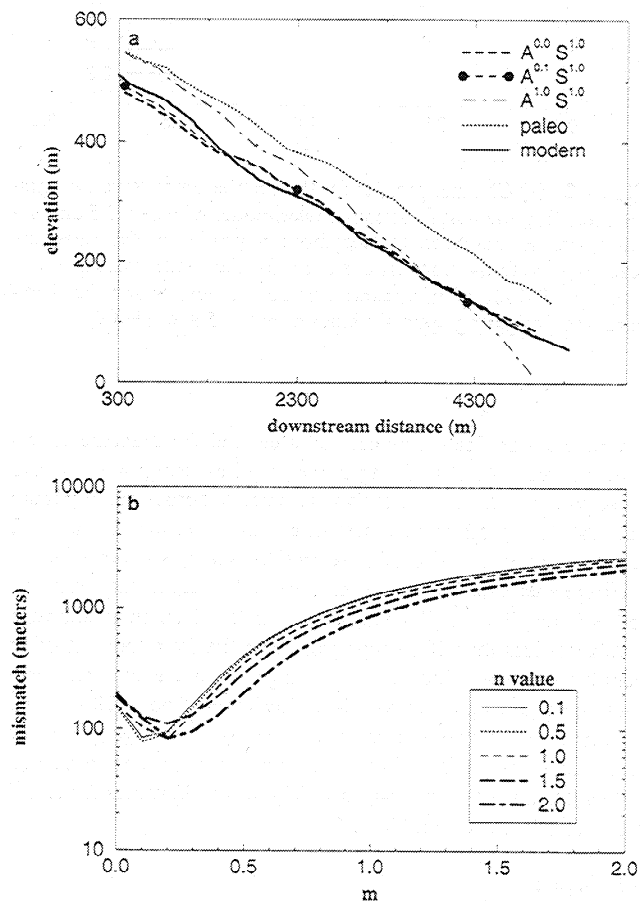 a
600
400
200
0
elevation (m)
A^0.0 S^1.0
A^0.1 S^1.0
A^1.0 S^1.0
paleo
modern
300 2300 4300
downstream distance (m)
b
10000
1000
100
10
mismatch (meters)
n value
0.1
0.5
1.0
1.5
2.0
0.0 0.5 1.0 1.5 2.0
m